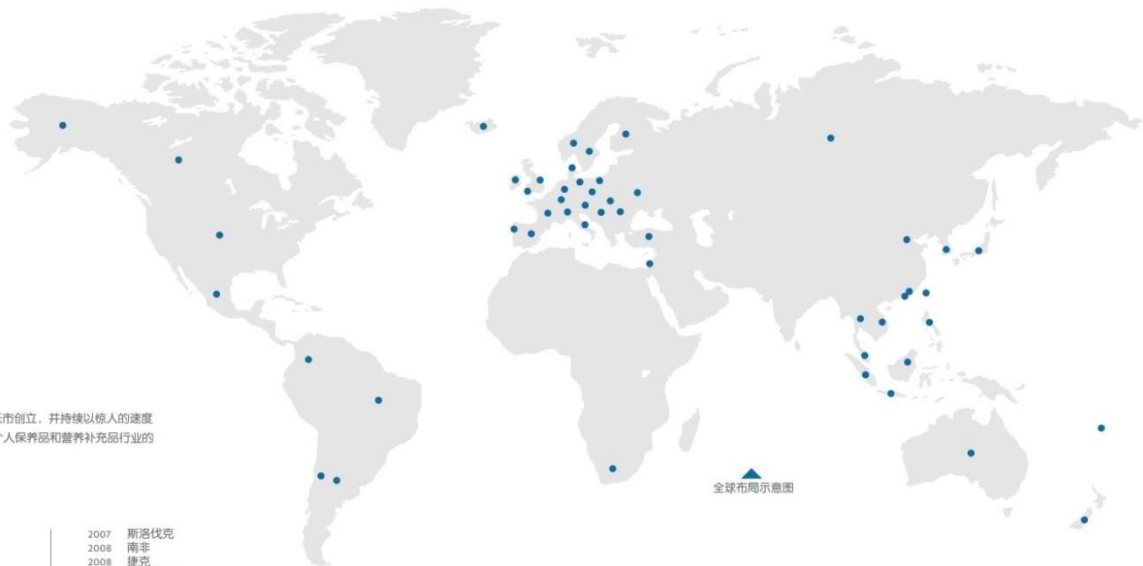 市创立，并持续以惊人的速度
个人保养品和营养补充品行业的
全球布局示意图
2007 斯洛伐克
2008 南非
2008 捷克